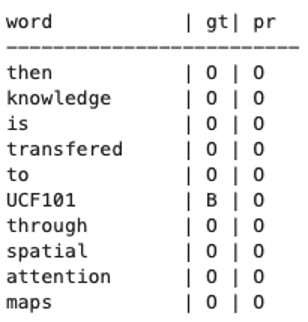 word | gt| pr
--------------------------
then | O | O
knowledge | O | O
is | O | O
transfered | O | O
to | O | O
UCF101 | B | O
through | O | O
spatial | O | O
attention | O | O
maps | O | O